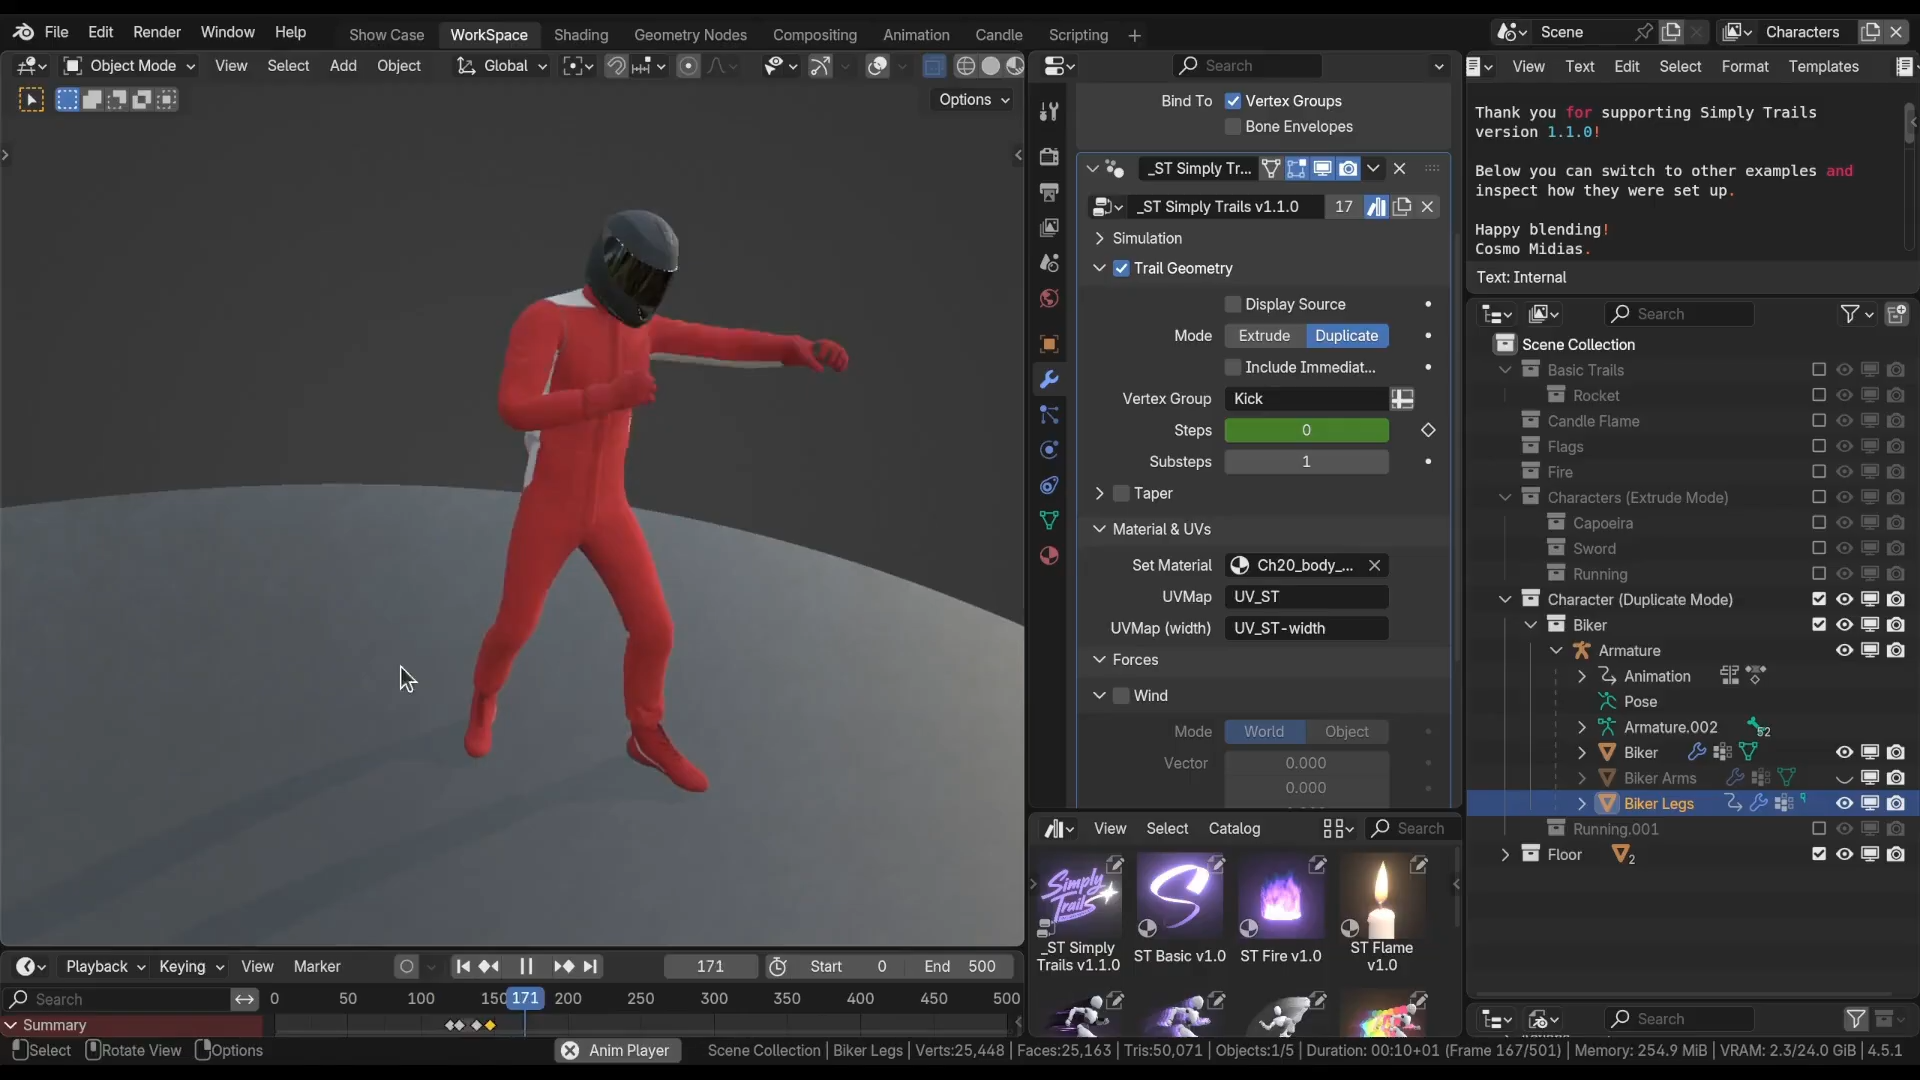 File Edit Render Window Help
Show Case WorkSpace Shading Geometry Nodes Compositing Animation Candle Scripting
Scene
Characters
Object Mode View Select Add Object Global
Options
Search
Bind To Vertex Groups
Bone Envelopes
_ST Simply Tr...
_ST Simply Trails v1.1.0 17
Simulation
Trail Geometry
Display Source
Mode Extrude Duplicate
Include Immediat...
Vertex Group Kick
Steps 0
Substeps 1
Taper
Material & UVs
Set Material Ch20_body_...
UVMap UV_ST
UVMap (width) UV_ST-width
Forces
Wind
Mode World Object
Vector 0.000
0.000
View Select Catalog Search
_ST Simply Trails v1.1.0
ST Basic v1.0
ST Fire v1.0
ST Flame v1.0
View Text Edit Select Format Templates
Thank you for supporting Simply Trails
version 1.1.0!
Below you can switch to other examples and
inspect how they were set up.
Happy blending!
Cosmo Midias.
Text: Internal
Search
Scene Collection
Basic Trails
Rocket
Candle Flame
Flags
Fire
Characters (Extrude Mode)
Capoeira
Sword
Running
Character (Duplicate Mode)
Biker
Armature
Animation
Pose
Armature.002 52
Biker
Biker Arms
Biker Legs
Running.001
Floor 2
Search
Playback Keying View Marker 171 Start 0 End 500
Search 0 50 100 150 171 200 250 300 350 400 450 500
Summary
Select Rotate View Options Anim Player Scene Collection | Biker Legs | Verts:25,448 | Faces:25,163 | Tris:50,071 | Objects:1/5 | Duration: 00:10+01 (Frame 167/501) | Memory: 254.9 MiB | VRAM: 2.3/24.0 GiB | 4.5.1